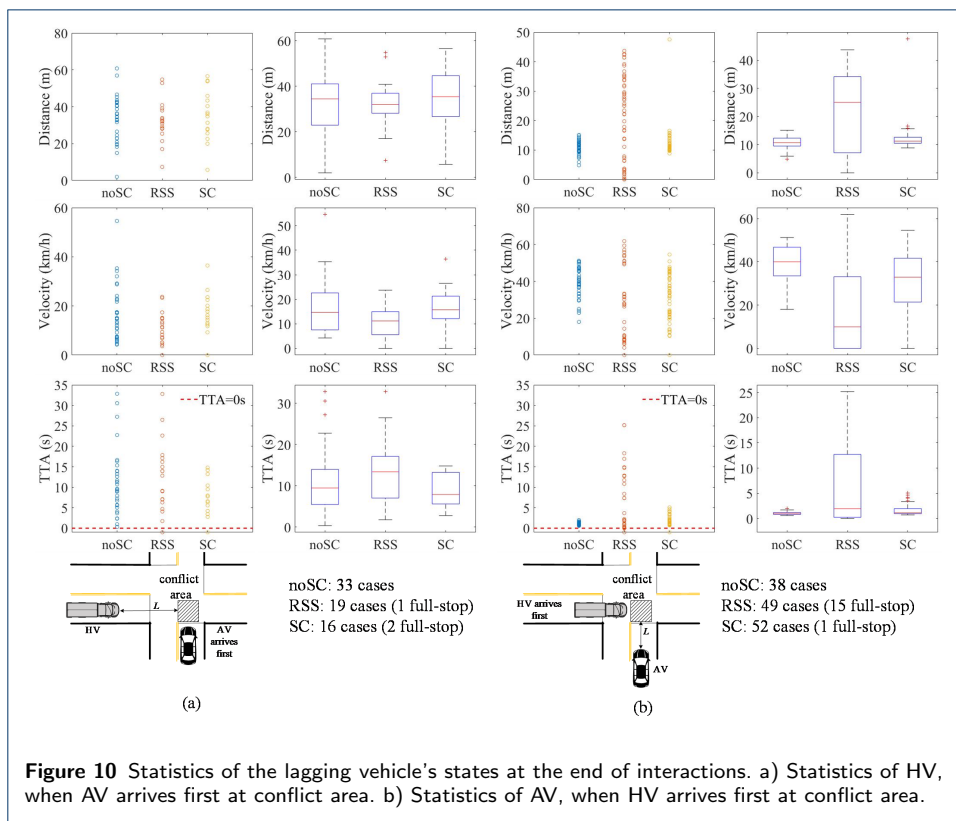 80
60
40
20
0
Distance (m)
noSC RSS SC
60
40
20
0
Distance (m)
noSC RSS SC
50
40
30
20
10
0
Distance (m)
noSC RSS SC
40
30
20
10
0
Distance (m)
noSC RSS SC
60
40
20
0
Velocity (km/h)
noSC RSS SC
50
40
30
20
10
0
Velocity (km/h)
noSC RSS SC
80
60
40
20
0
Velocity (km/h)
noSC RSS SC
60
40
20
0
Velocity (km/h)
noSC RSS SC
35
30
25
20
15
10
5
0
TTA (s)
TTA=0s
noSC RSS SC
30
20
10
0
TTA (s)
noSC RSS SC
35
30
25
20
15
10
5
0
TTA (s)
TTA=0s
noSC RSS SC
25
20
15
10
5
0
TTA (s)
noSC RSS SC
conflict
area
L
HV
AV
arrives
first
(a)
noSC: 33 cases
RSS: 19 cases (1 full-stop)
SC: 16 cases (2 full-stop)
conflict
area
HV arrives
first
L
AV
(b)
noSC: 38 cases
RSS: 49 cases (15 full-stop)
SC: 52 cases (1 full-stop)
Figure 10 Statistics of the lagging vehicle's states at the end of interactions. a) Statistics of HV,
when AV arrives first at conflict area. b) Statistics of AV, when HV arrives first at conflict area.